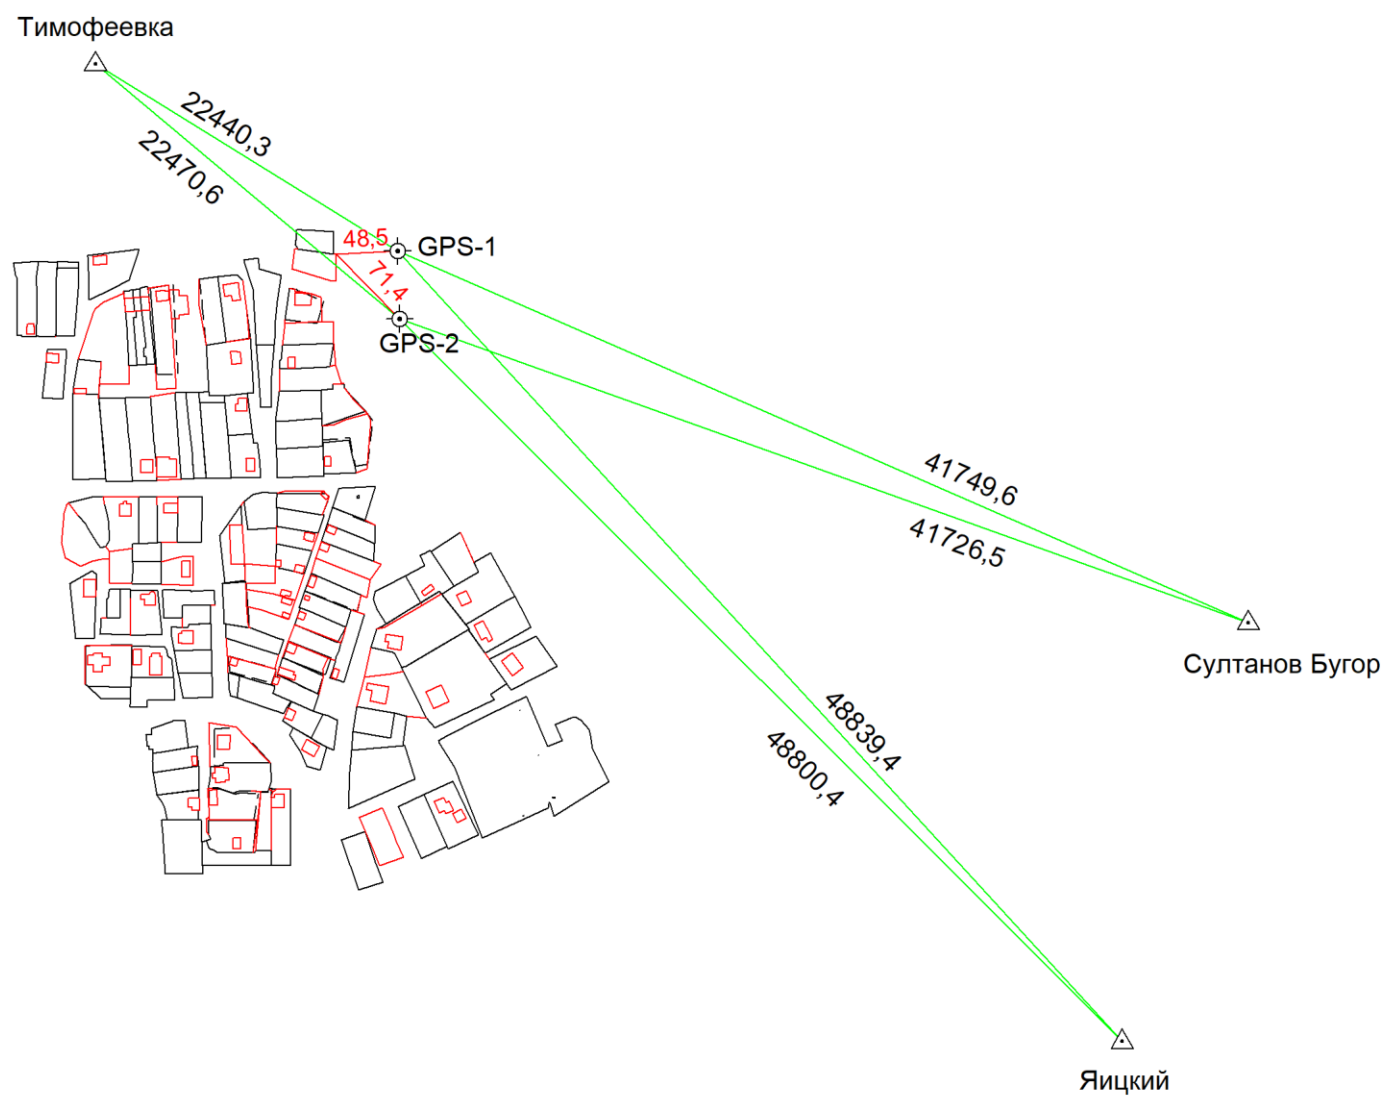 Тимофеевка
22440,3
22470,6
48,5
GPS-1
71,4
GPS-2
41749,6
41726,5
Султанов Бугор
48839,4
48800,4
Яицкий